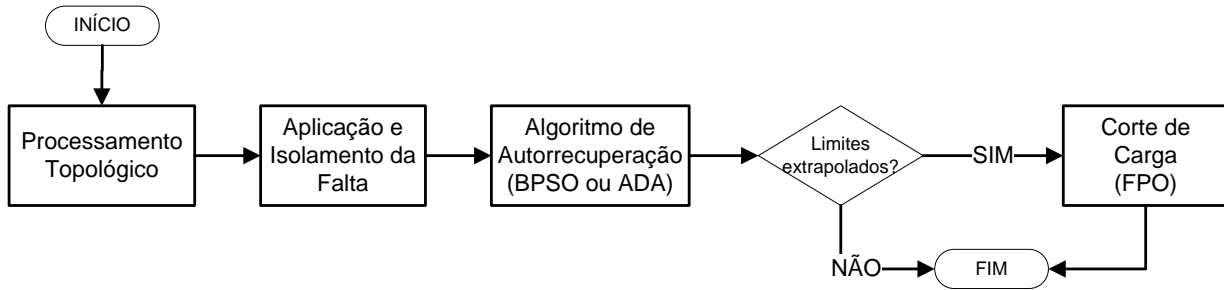 INÍCIO
Processamento
Topológico
Aplicação e
Isolamento da
Falta
Algoritmo de
Autorrecuperação
(BPSO ou ADA)
Limites
extrapolados?
SIM
Corte de
Carga
(FPO)
NÃO
FIM